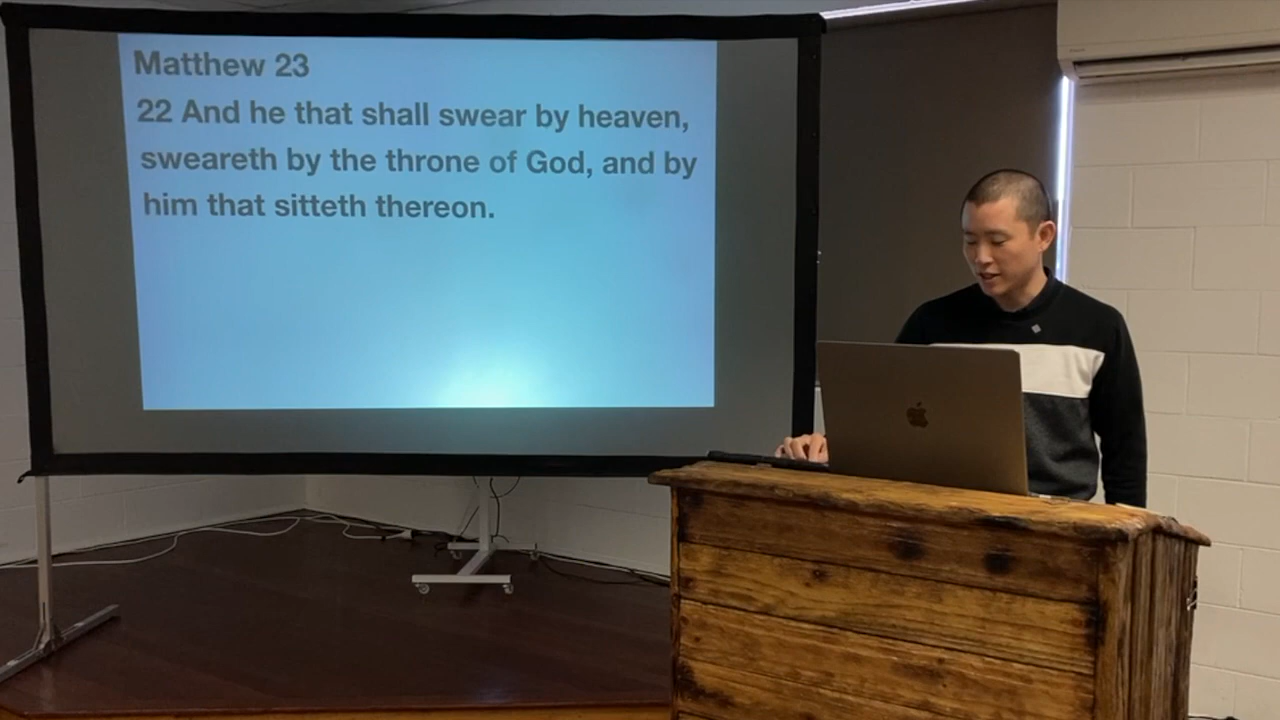 Matthew 23
22 And he that shall swear by heaven,
sweareth by the throne of God, and by
him that sitteth thereon.